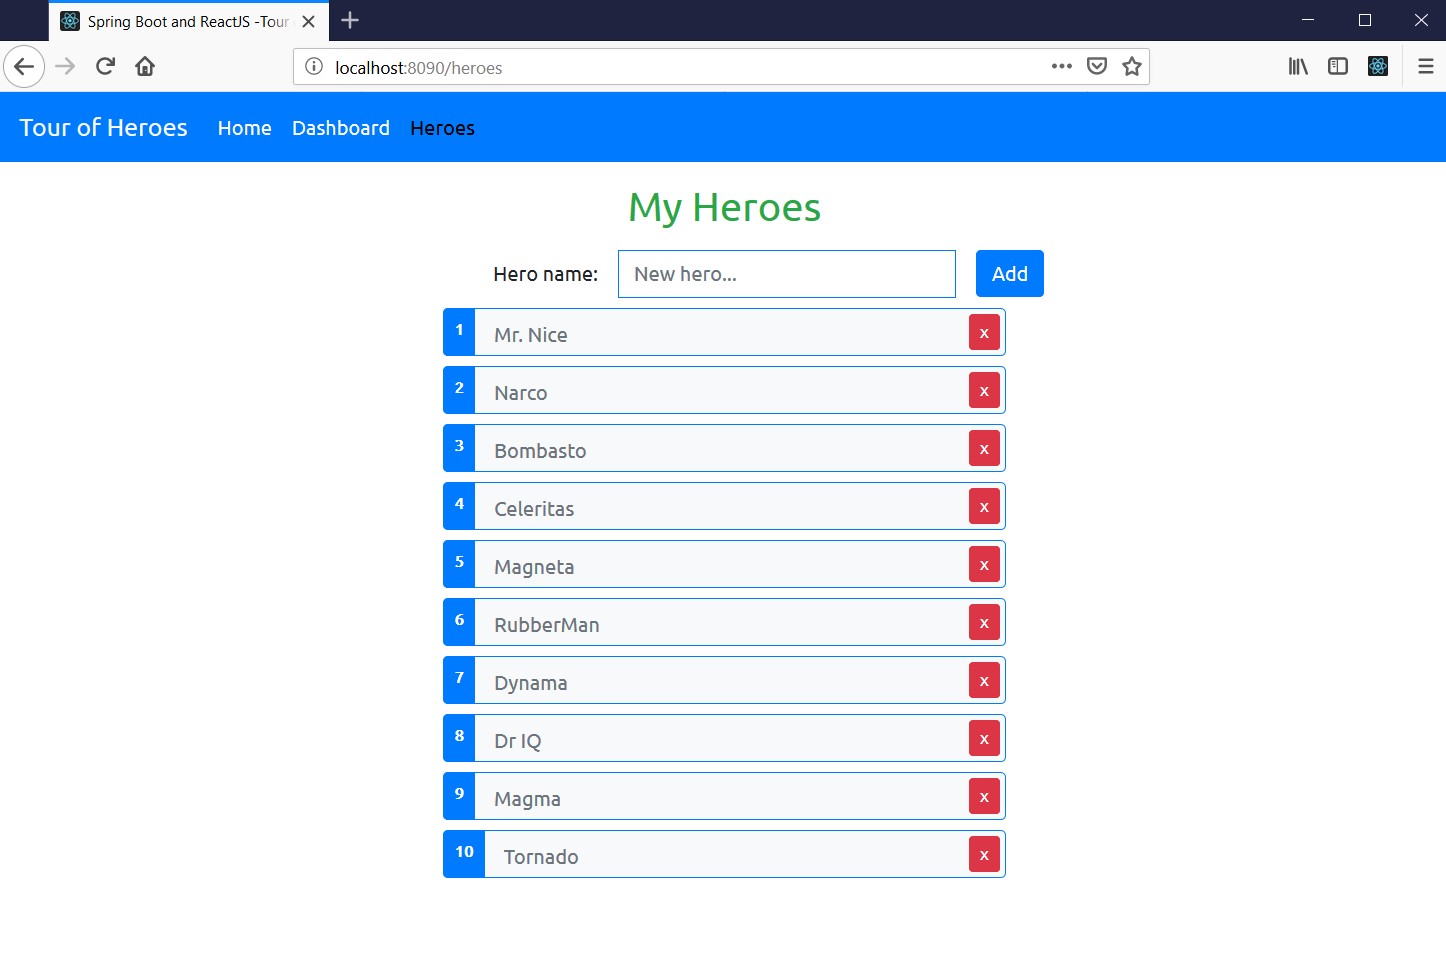 Spring Boot and ReactJS -Tour
localhost:8090/heroes
Tour of Heroes Home Dashboard Heroes
My Heroes
Hero name: New hero... Add
1 Mr. Nice x
2 Narco x
3 Bombasto x
4 Celeritas x
5 Magneta x
6 RubberMan x
7 Dynama x
8 Dr IQ x
9 Magma x
10 Tornado x